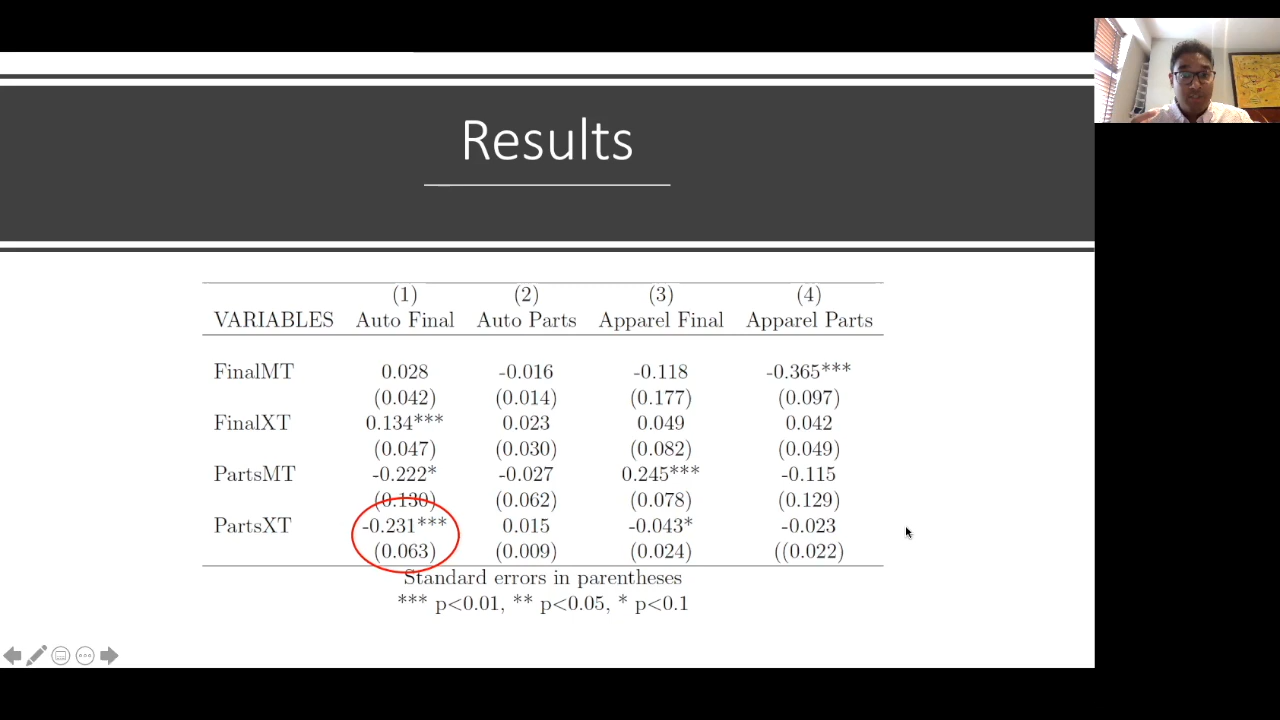 Results
(1) (2) (3) (4)
VARIABLES Auto Final Auto Parts Apparel Final Apparel Parts
FinalMT 0.028 -0.016 -0.118 -0.365***
(0.042) (0.014) (0.177) (0.097)
FinalXT 0.134*** 0.023 0.049 0.042
(0.047) (0.030) (0.082) (0.049)
PartsMT -0.222* -0.027 0.245*** -0.115
(0.130) (0.062) (0.078) (0.129)
PartsXT -0.231*** 0.015 -0.043* -0.023
(0.063) (0.009) (0.024) ((0.022)
Standard errors in parentheses
*** p<0.01, ** p<0.05, * p<0.1